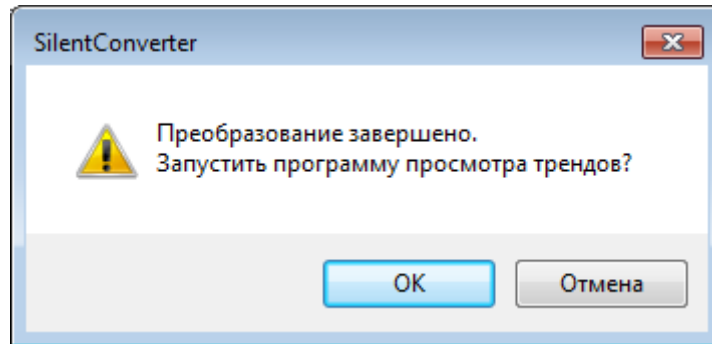 SilentConverter
Преобразование завершено.
Запустить программу просмотра трендов?
OK
Отмена